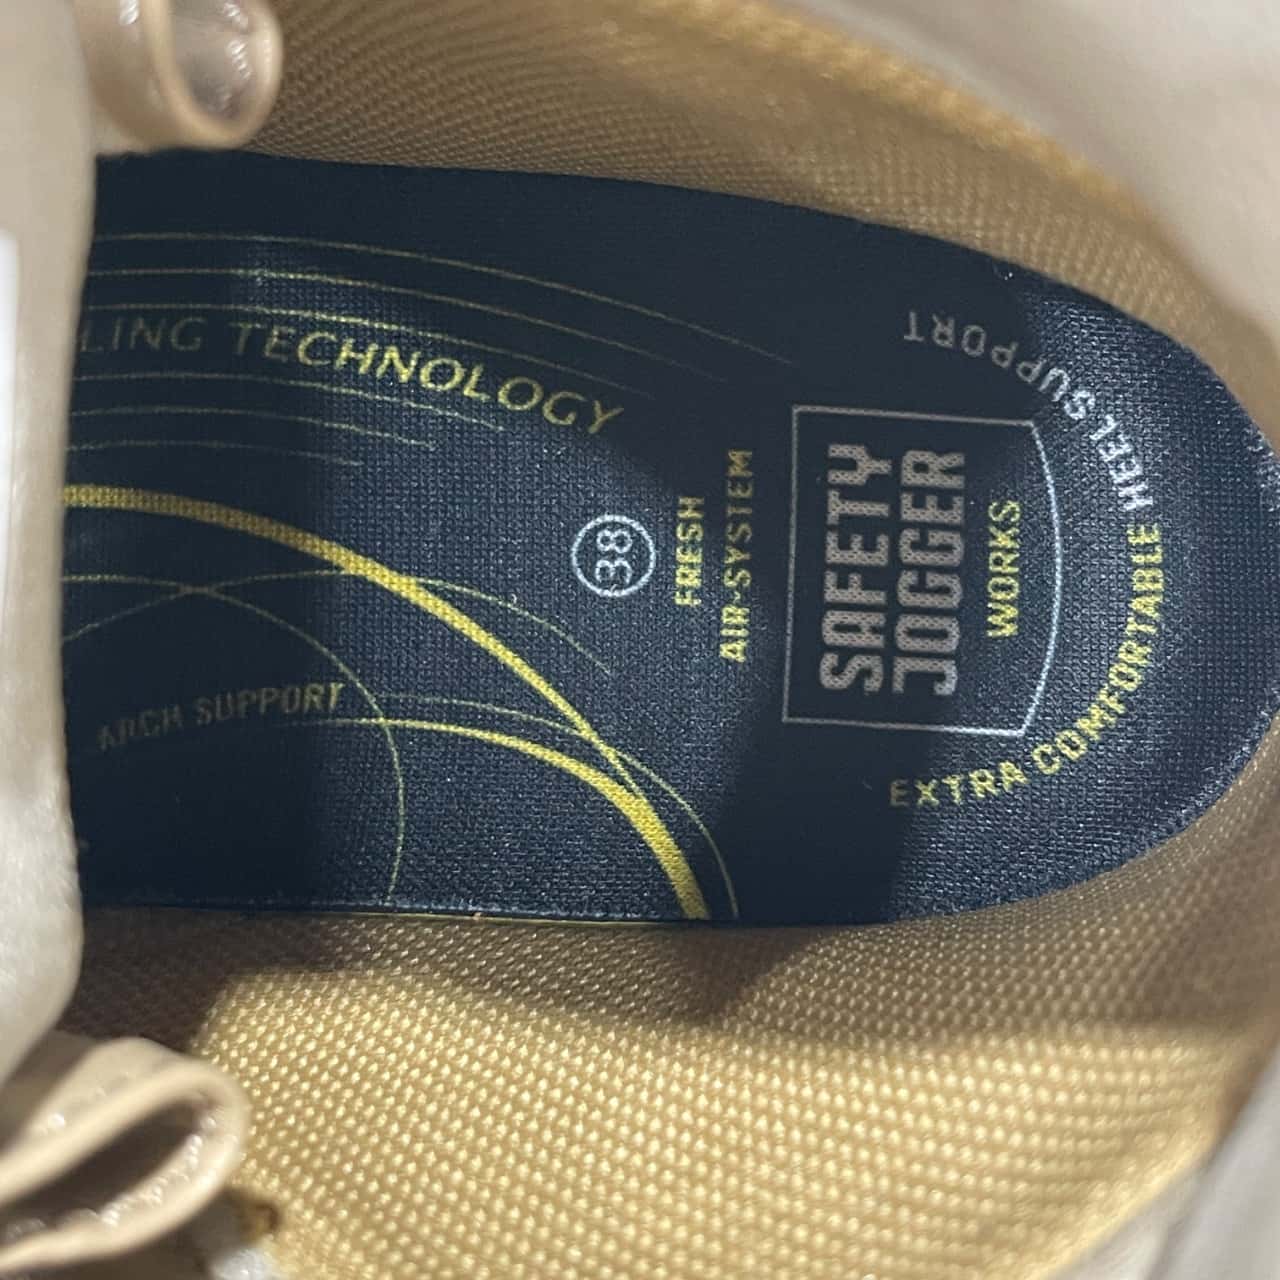 LING TECHNOLOGY
ARCH SUPPORT
38
FRESH
AIR-SYSTEM
SAFETY
JOGGER
WORKS
EXTRA COMFORTABLE HEEL SUPPORT